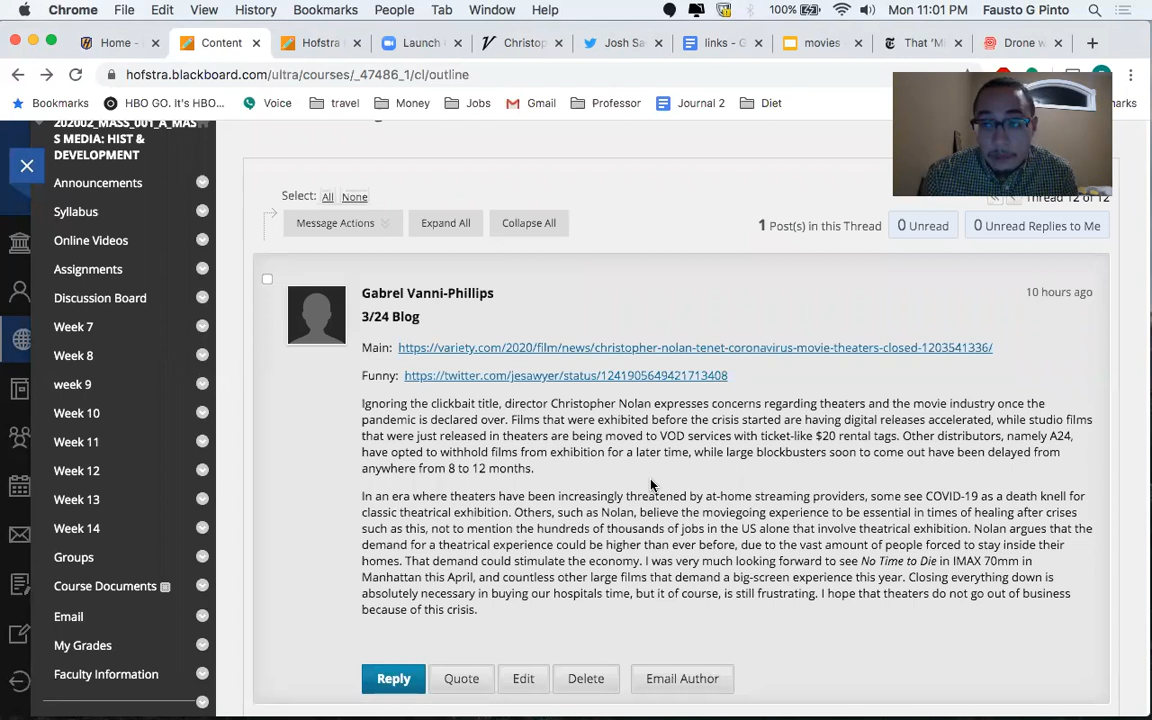 Chrome File Edit View History Bookmarks People Tab Window Help 100% Mon 11:01 PM Fausto G Pinto
Home - Content Hofstra Launch Christop Josh Sa links - G movies - That 'Mi Drone w
hofstra.blackboard.com/ultra/courses/_47486_1/cl/outline
Bookmarks HBO GO. It's HBO... Voice travel Money Jobs Gmail Professor Journal 2 Diet
202002_MASS_001_A_MAS
S MEDIA: HIST &
DEVELOPMENT
Announcements
Syllabus
Online Videos
Assignments
Discussion Board
Week 7
Week 8
week 9
Week 10
Week 11
Week 12
Week 13
Week 14
Groups
Course Documents
Email
My Grades
Faculty Information
Select: All None
Thread 12 of 12
Message Actions Expand All Collapse All
1 Post(s) in this Thread 0 Unread 0 Unread Replies to Me
Gabrel Vanni-Phillips
10 hours ago
3/24 Blog
Main: https://variety.com/2020/film/news/christopher-nolan-tenet-coronavirus-movie-theaters-closed-1203541336/
Funny: https://twitter.com/jesawyer/status/1241905649421713408
Ignoring the clickbait title, director Christopher Nolan expresses concerns regarding theaters and the movie industry once the
pandemic is declared over. Films that were exhibited before the crisis started are having digital releases accelerated, while studio films
that were just released in theaters are being moved to VOD services with ticket-like $20 rental tags. Other distributors, namely A24,
have opted to withhold films from exhibition for a later time, while large blockbusters soon to come out have been delayed from
anywhere from 8 to 12 months.
In an era where theaters have been increasingly threatened by at-home streaming providers, some see COVID-19 as a death knell for
classic theatrical exhibition. Others, such as Nolan, believe the moviegoing experience to be essential in times of healing after crises
such as this, not to mention the hundreds of thousands of jobs in the US alone that involve theatrical exhibition. Nolan argues that the
demand for a theatrical experience could be higher than ever before, due to the vast amount of people forced to stay inside their
homes. That demand could stimulate the economy. I was very much looking forward to see No Time to Die in IMAX 70mm in
Manhattan this April, and countless other large films that demand a big-screen experience this year. Closing everything down is
absolutely necessary in buying our hospitals time, but it of course, is still frustrating. I hope that theaters do not go out of business
because of this crisis.
Reply Quote Edit Delete Email Author